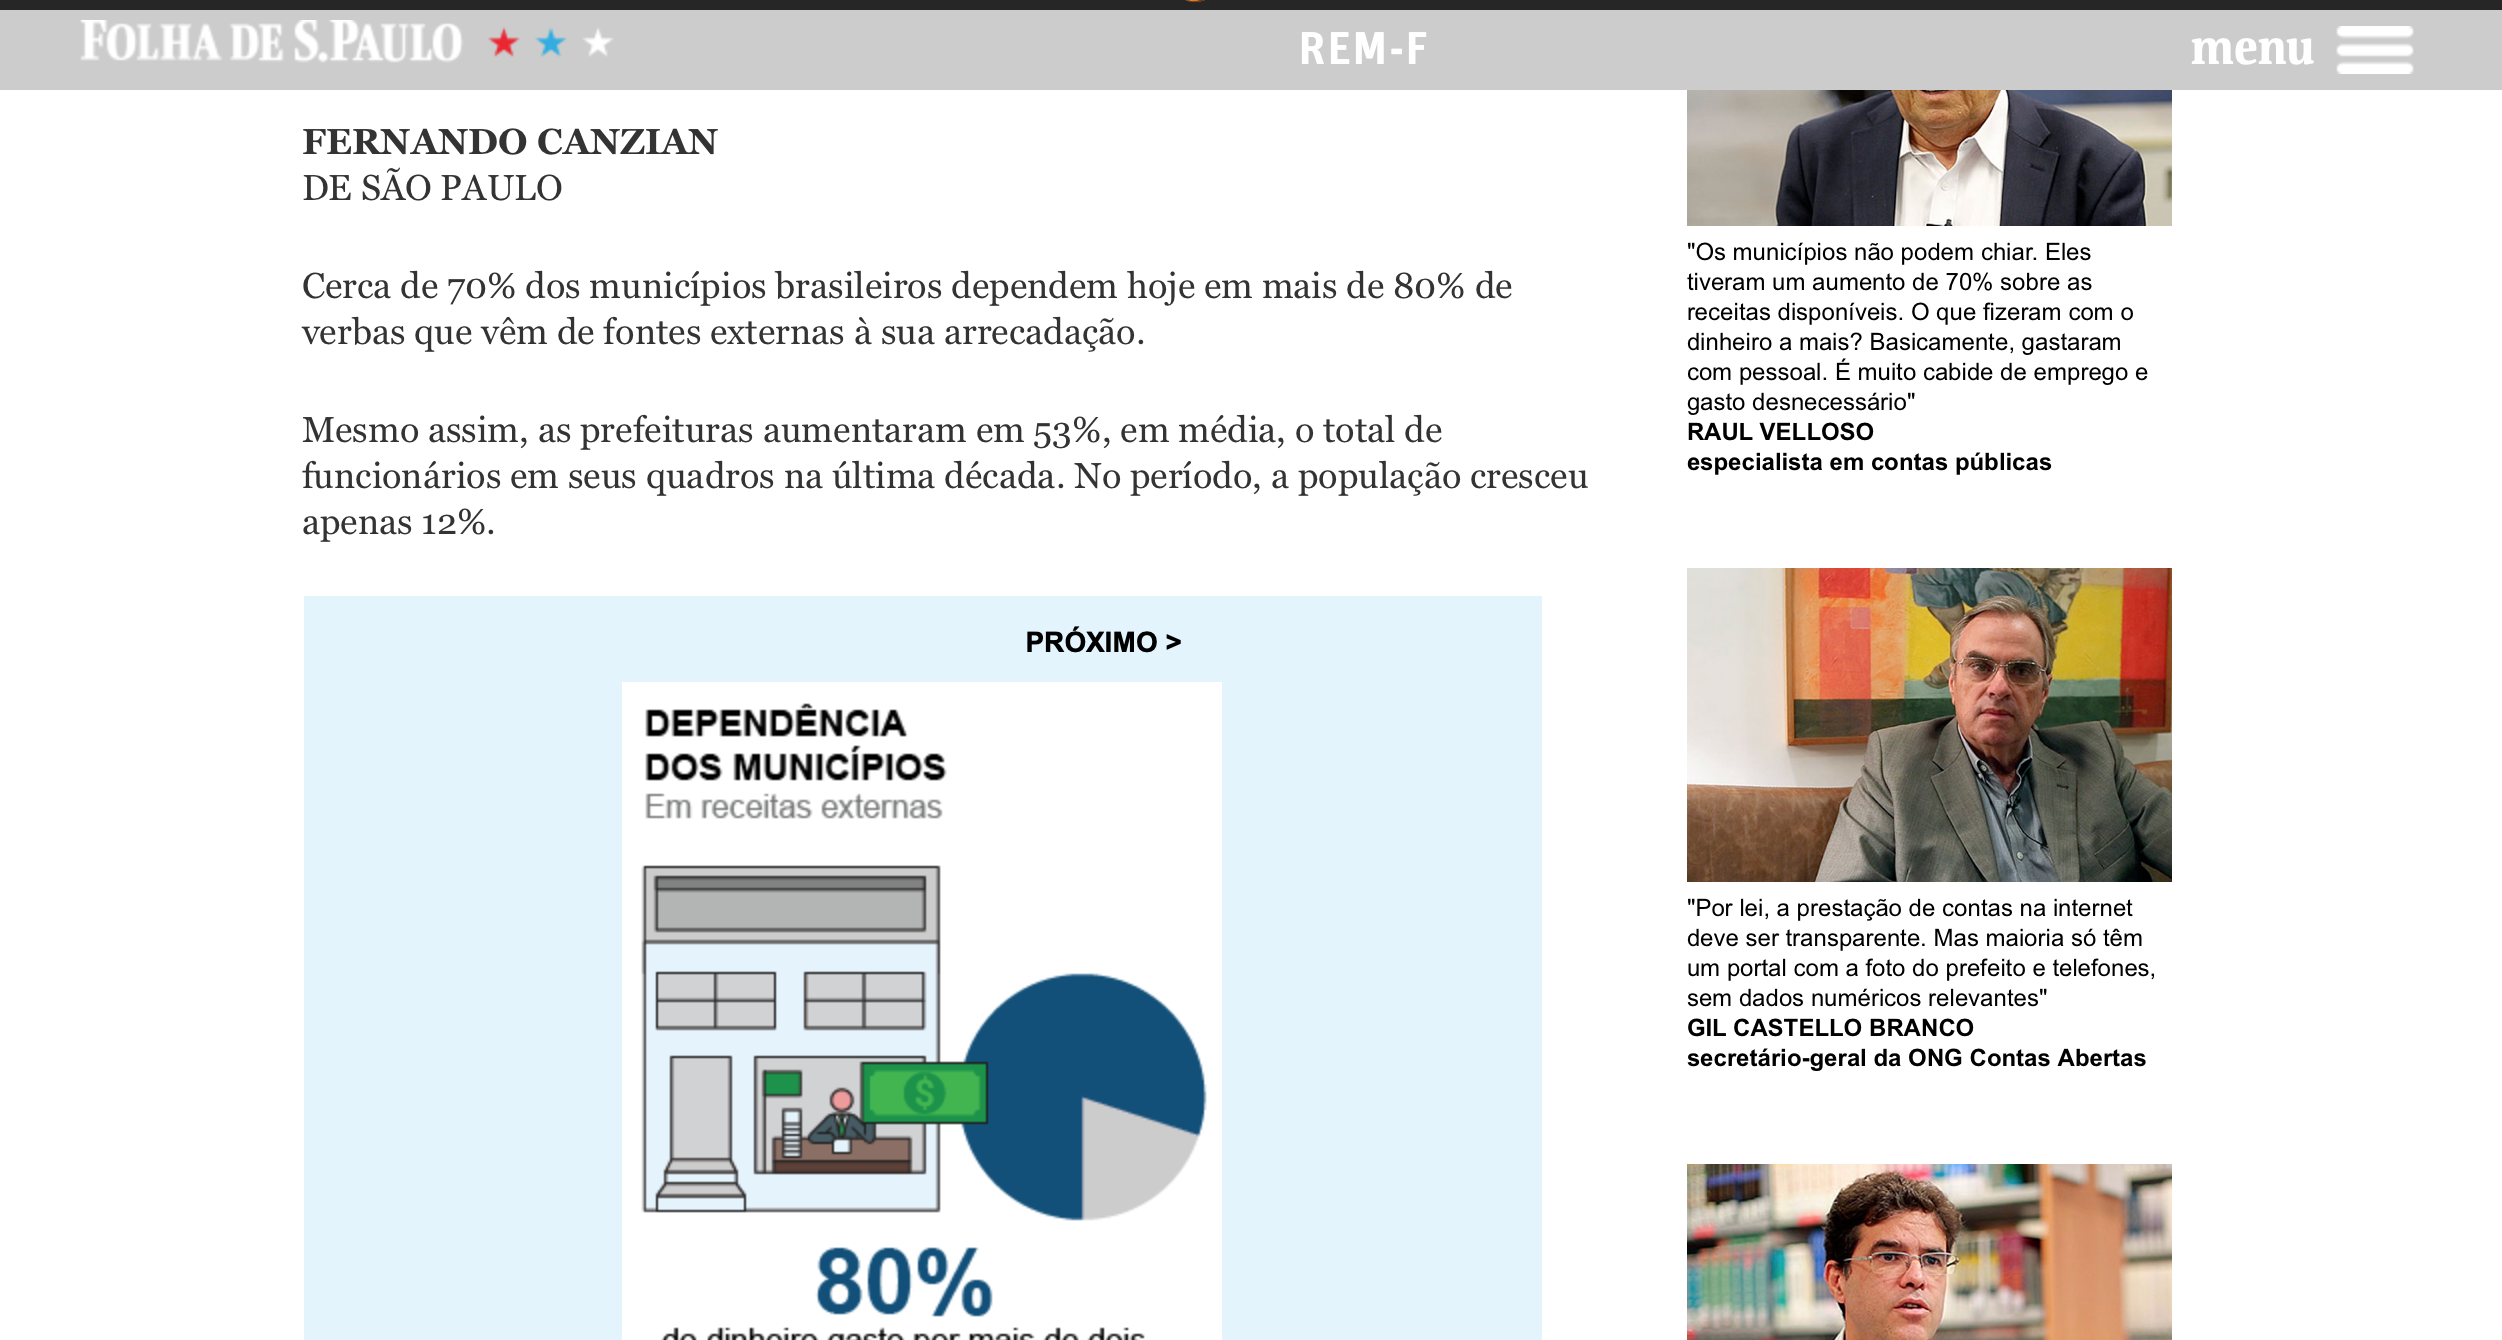 FOLHA DE S.PAULO
REM-F
menu
FERNANDO CANZIAN
DE SÃO PAULO
Cerca de 70% dos municípios brasileiros dependem hoje em mais de 80% de
verbas que vêm de fontes externas à sua arrecadação.
Mesmo assim, as prefeituras aumentaram em 53%, em média, o total de
funcionários em seus quadros na última década. No período, a população cresceu
apenas 12%.
PRÓXIMO >
DEPENDÊNCIA
DOS MUNICÍPIOS
Em receitas externas
$
80%
do dinheiro gasto por mais de dois
"Os municípios não podem chiar. Eles
tiveram um aumento de 70% sobre as
receitas disponíveis. O que fizeram com o
dinheiro a mais? Basicamente, gastaram
com pessoal. É muito cabide de emprego e
gasto desnecessário"
RAUL VELLOSO
especialista em contas públicas
"Por lei, a prestação de contas na internet
deve ser transparente. Mas maioria só têm
um portal com a foto do prefeito e telefones,
sem dados numéricos relevantes"
GIL CASTELLO BRANCO
secretário-geral da ONG Contas Abertas